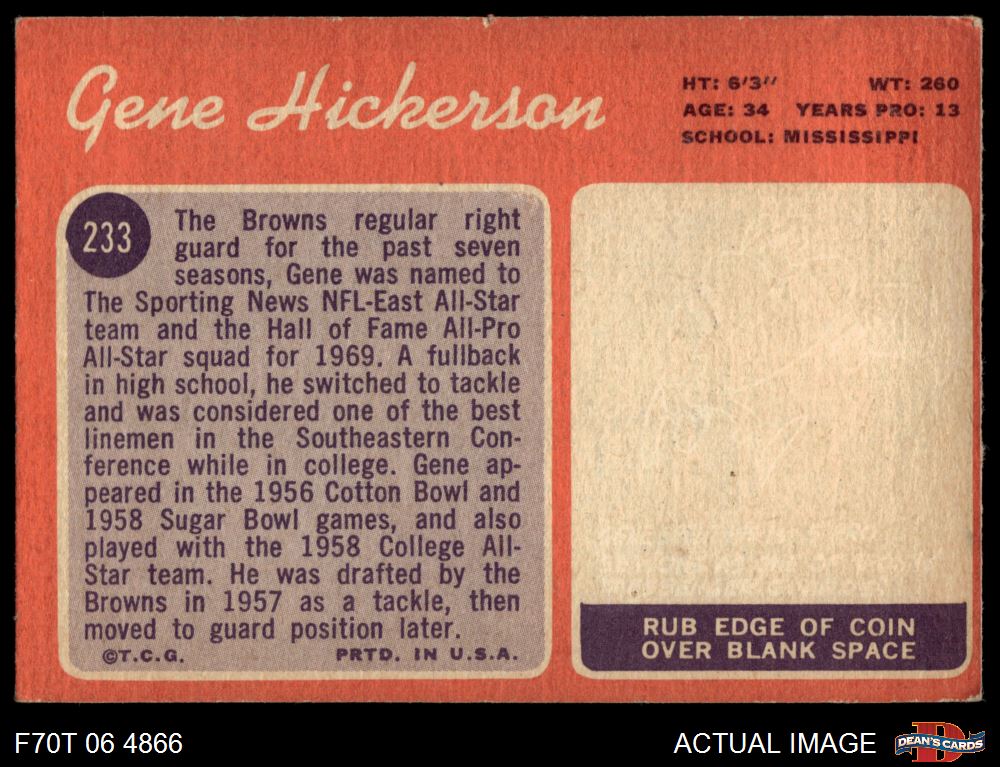 Gene Hickerson
HT: 6'3" WT: 260
AGE: 34 YEARS PRO: 13
SCHOOL: MISSISSIPPI
233
The Browns regular right
guard for the past seven
seasons, Gene was named to
The Sporting News NFL-East All-Star
team and the Hall of Fame All-Pro
All-Star squad for 1969. A fullback
in high school, he switched to tackle
and was considered one of the best
linemen in the Southeastern Con-
ference while in college. Gene ap-
peared in the 1956 Cotton Bowl and
1958 Sugar Bowl games, and also
played with the 1958 College All-
Star team. He was drafted by the
Browns in 1957 as a tackle, then
moved to guard position later.
©T.C.G. PRTD. IN U.S.A.
RUB EDGE OF COIN
OVER BLANK SPACE
F70T 06 4866
ACTUAL IMAGE
D
DEAN'S CARDS